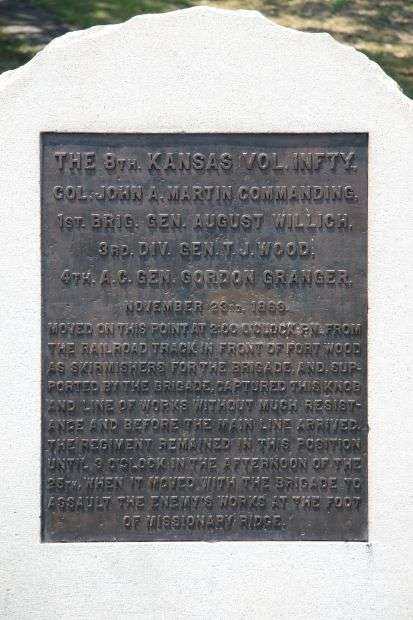 THE 8TH. KANSAS VOL. INFTY.
COL. JOHN A. MARTIN COMMANDING.
1ST. BRIG. GEN. AUGUST WILLICH.
3RD. DIV. GEN. T. J. WOOD.
4TH. A.C. GEN. GORDON GRANGER.
NOVEMBER 23RD. 1863
MOVED ON THIS POINT AT 2:00 O'CLOCK P.M. FROM
THE RAILROAD TRACK IN FRONT OF FORT WOOD
AS SKIRMISHERS FOR THE BRIGADE, AND, SUP-
PORTED BY THE BRIGADE, CAPTURED THIS KNOB
AND LINE OF WORKS WITHOUT MUCH RESIST-
ANCE AND BEFORE THE MAIN LINE ARRIVED.
THE REGIMENT REMAINED IN THIS POSITION
UNTIL 3 O'CLOCK IN THE AFTERNOON OF THE
25TH, WHEN IT MOVED WITH THE BRIGADE TO
ASSAULT THE ENEMY'S WORKS AT THE FOOT
OF MISSIONARY RIDGE.